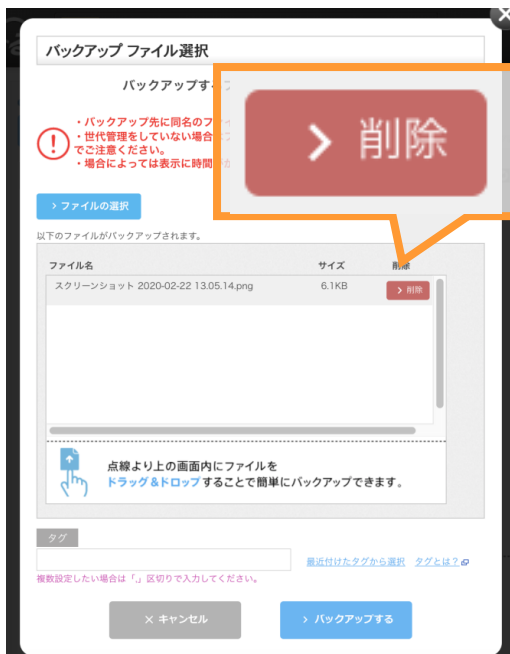 バックアップ ファイル選択
バックアップす
・バックアップ先に同名のフ
・世代管理をしていない場合
でご注意ください。
・場合によっては表示に時間
> 削除
> ファイルの選択
以下のファイルがバックアップされます。
ファイル名 サイズ 削除
スクリーンショット 2020-02-22 13.05.14.png 6.1KB > 削除
点線より上の画面内にファイルを
ドラッグ&ドロップすることで簡単にバックアップできます。
タグ
最近付けたタグから選択 タグとは?
複数設定したい場合は「,」区切りで入力してください。
× キャンセル > バックアップする